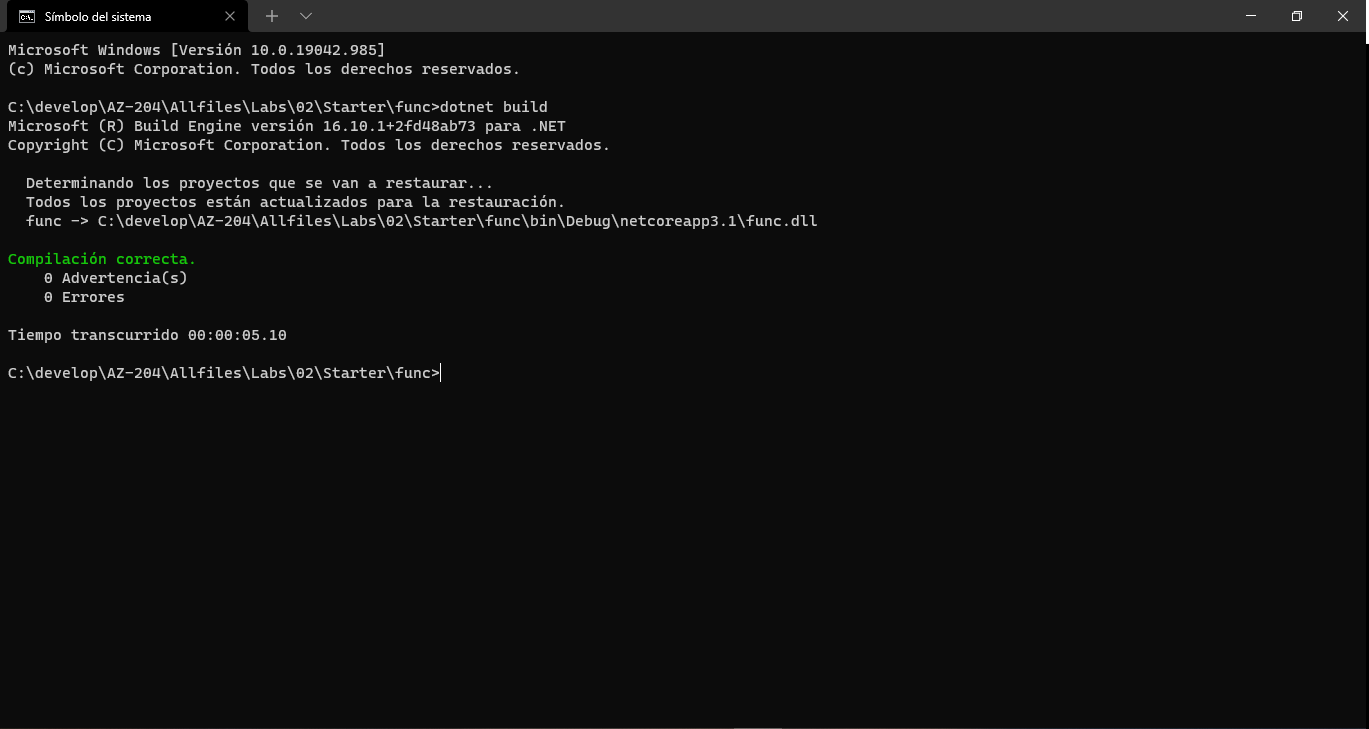 Símbolo del sistema
Microsoft Windows [Versión 10.0.19042.985]
(c) Microsoft Corporation. Todos los derechos reservados.
C:\develop\AZ-204\Allfiles\Labs\02\Starter\func>dotnet build
Microsoft (R) Build Engine versión 16.10.1+2fd48ab73 para .NET
Copyright (C) Microsoft Corporation. Todos los derechos reservados.
Determinando los proyectos que se van a restaurar...
Todos los proyectos están actualizados para la restauración.
func -> C:\develop\AZ-204\Allfiles\Labs\02\Starter\func\bin\Debug\netcoreapp3.1\func.dll
Compilación correcta.
0 Advertencia(s)
0 Errores
Tiempo transcurrido 00:00:05.10
C:\develop\AZ-204\Allfiles\Labs\02\Starter\func>